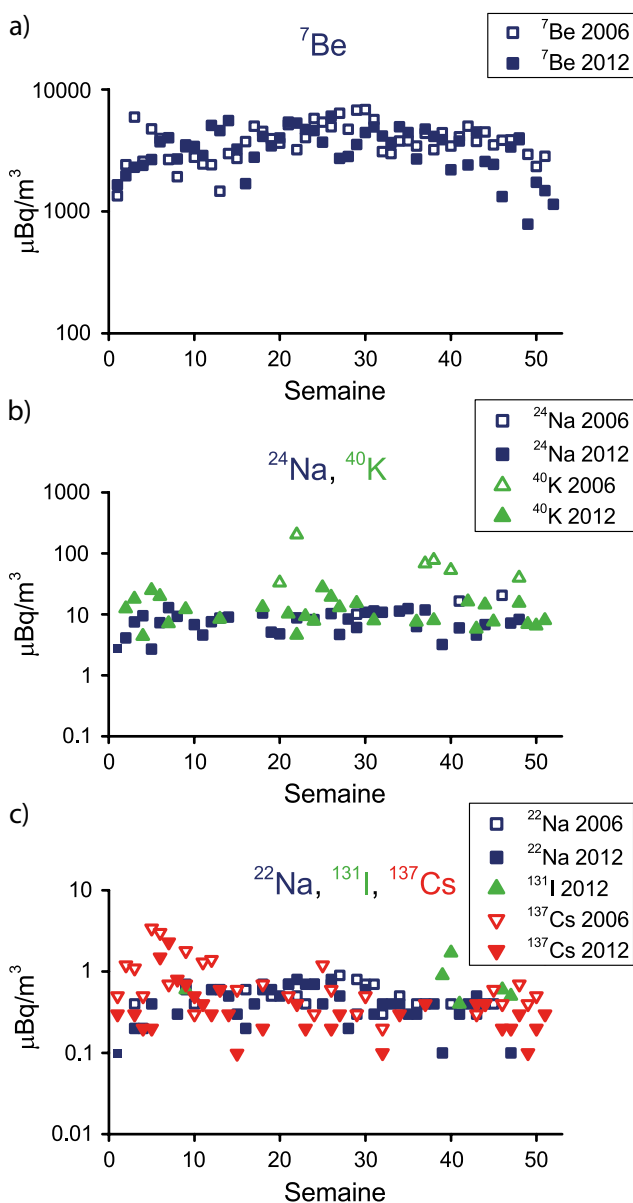 a)
⁷Be
⁷Be 2006
⁷Be 2012
10000
1000
100
μBq/m³
0 10 20 30 40 50
Semaine
b)
²⁴Na, ⁴⁰K
²⁴Na 2006
²⁴Na 2012
⁴⁰K 2006
⁴⁰K 2012
1000
100
10
1
0.1
μBq/m³
0 10 20 30 40 50
Semaine
c)
²²Na, ¹³¹I, ¹³⁷Cs
²²Na 2006
²²Na 2012
¹³¹I 2012
¹³⁷Cs 2006
¹³⁷Cs 2012
10
1
0.1
0.01
μBq/m³
0 10 20 30 40 50
Semaine